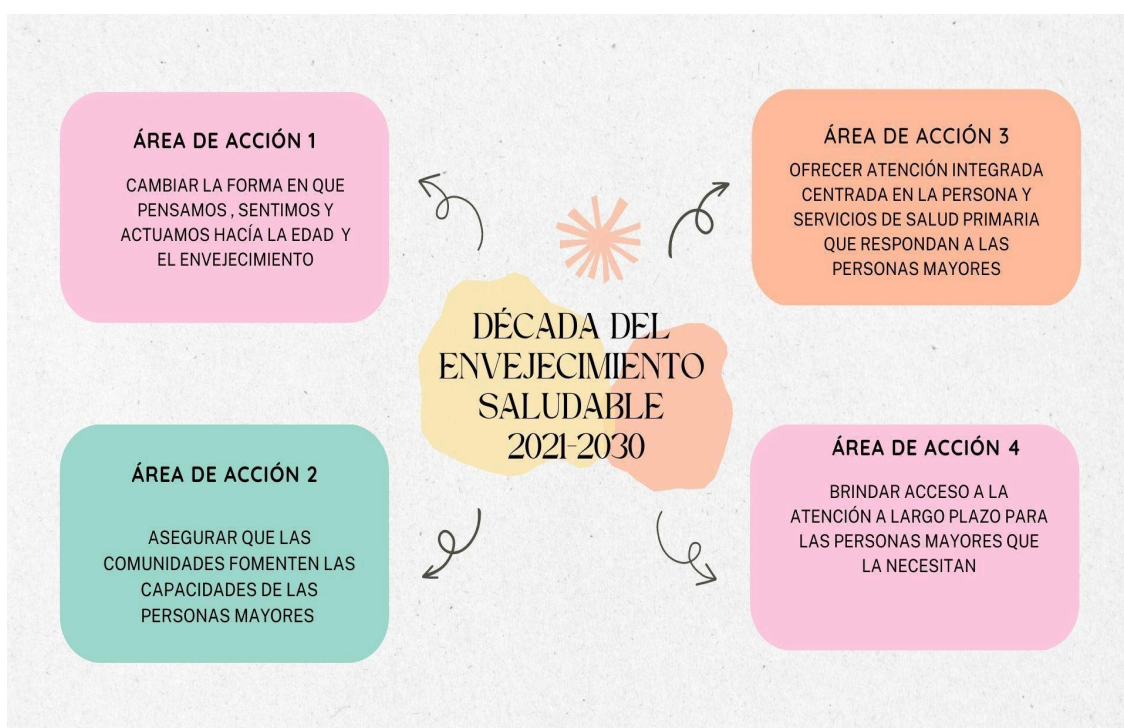 ÁREA DE ACCIÓN 1
CAMBIAR LA FORMA EN QUE
PENSAMOS , SENTIMOS Y
ACTUAMOS HACÍA LA EDAD Y
EL ENVEJECIMIENTO
ÁREA DE ACCIÓN 3
OFRECER ATENCIÓN INTEGRADA
CENTRADA EN LA PERSONA Y
SERVICIOS DE SALUD PRIMARIA
QUE RESPONDAN A LAS
PERSONAS MAYORES
DÉCADA DEL
ENVEJECIMIENTO
SALUDABLE
2021-2030
ÁREA DE ACCIÓN 2
ASEGURAR QUE LAS
COMUNIDADES FOMENTEN LAS
CAPACIDADES DE LAS
PERSONAS MAYORES
ÁREA DE ACCIÓN 4
BRINDAR ACCESO A LA
ATENCIÓN A LARGO PLAZO PARA
LAS PERSONAS MAYORES QUE
LA NECESITAN